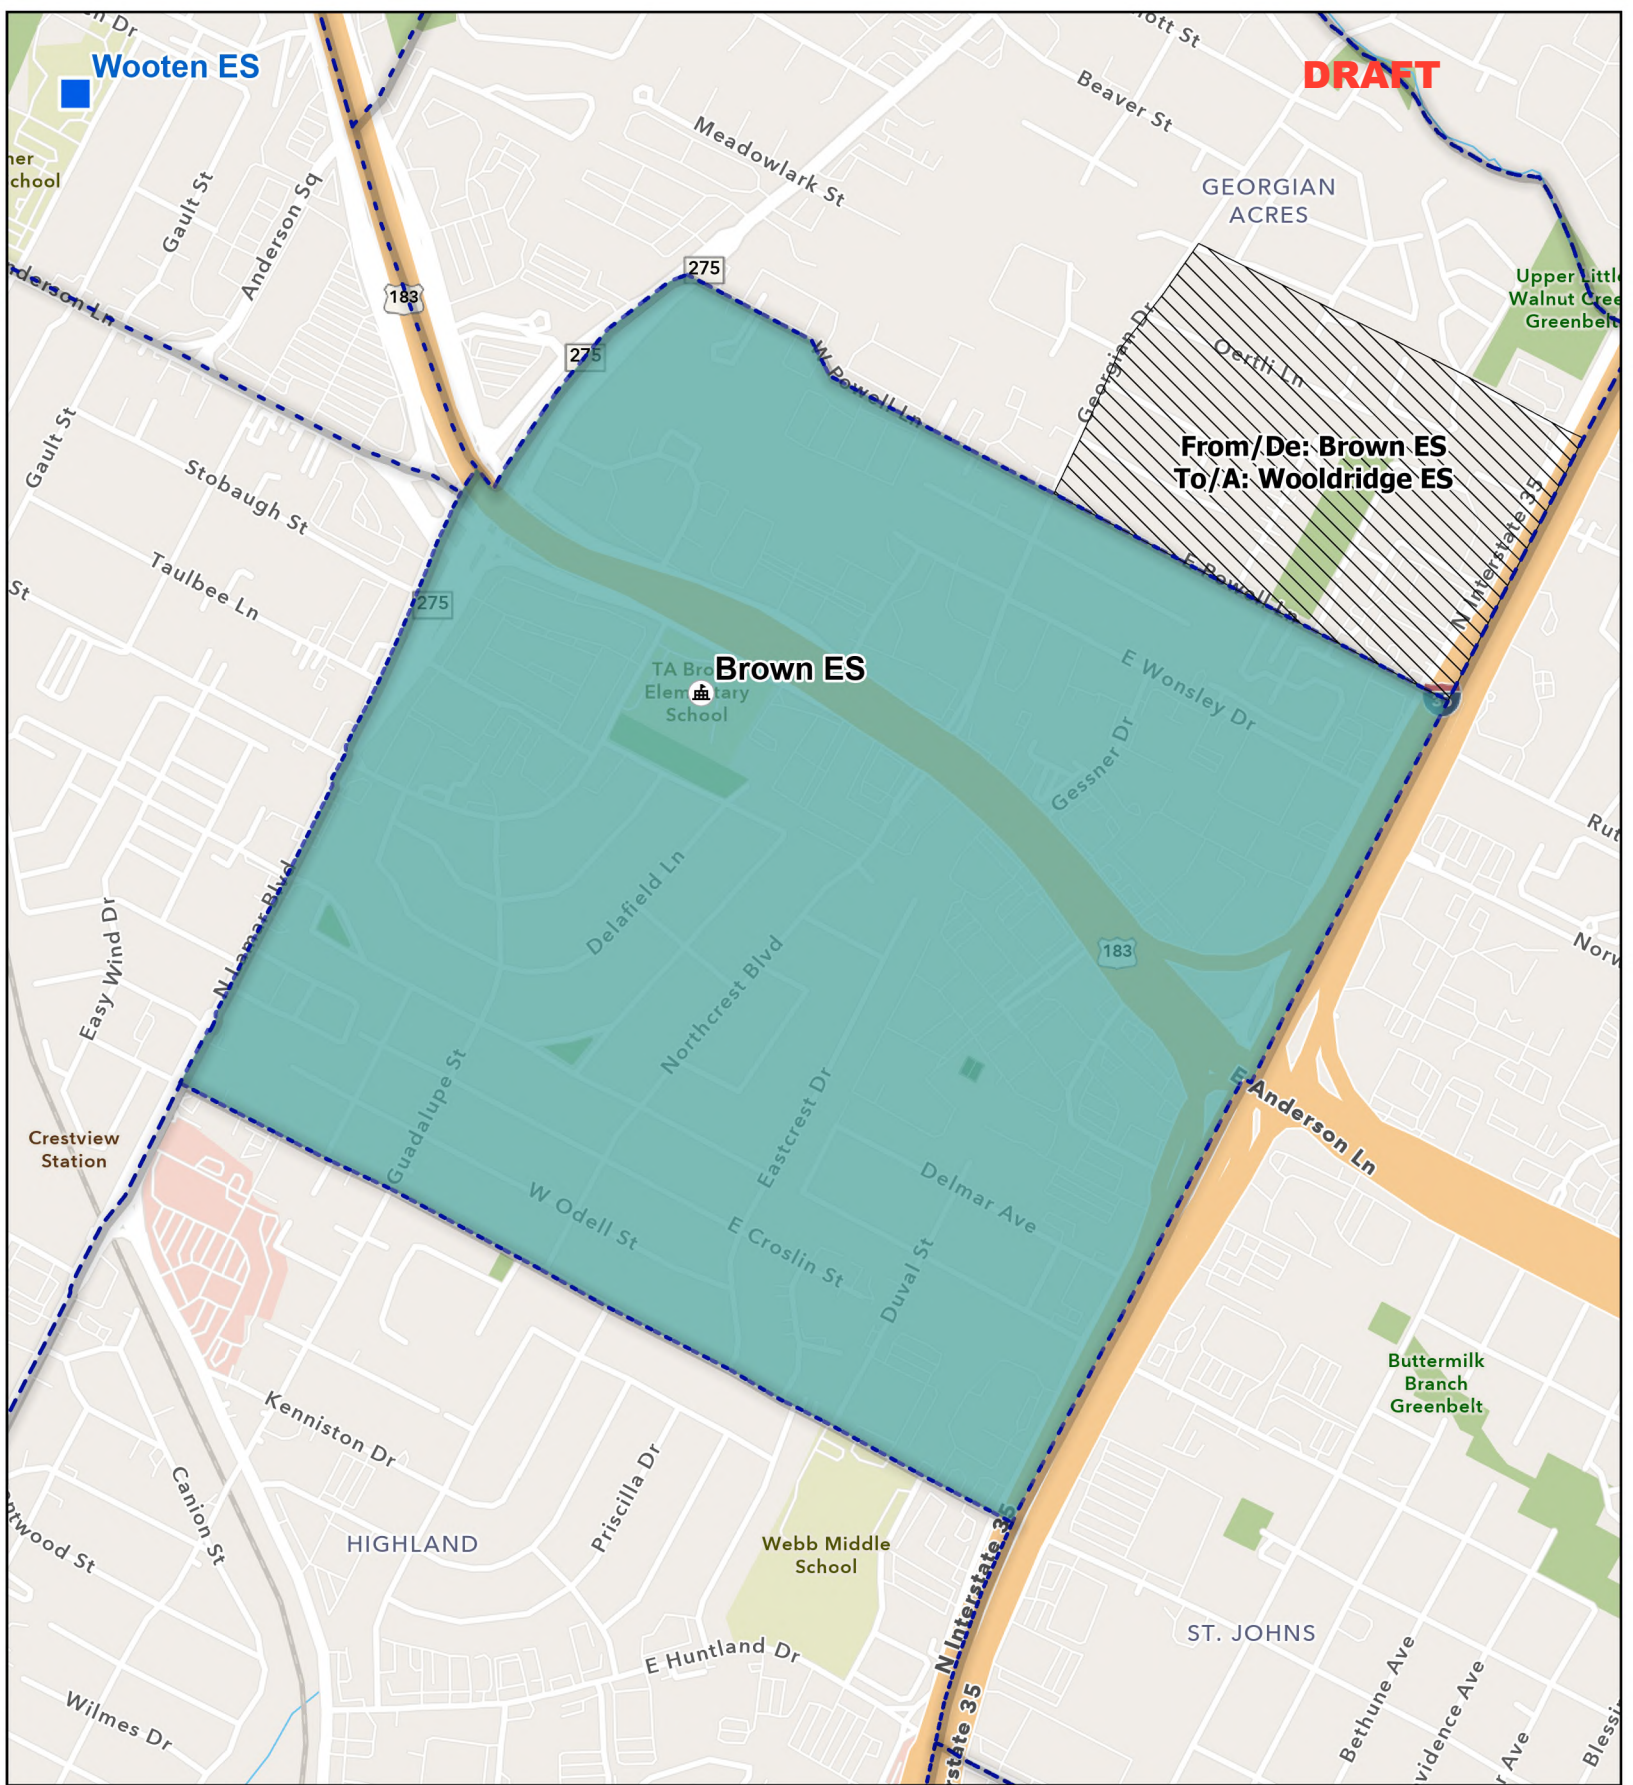 Wooten ES
DRAFT
Beaver St
Meadowlark St
GEORGIAN
ACRES
Gault St
Anderson Sq
275
183
275
W Powell Ln
Georgian Dr
Oertli Ln
Upper Little
Walnut Cree
Greenbelt
From/De: Brown ES
To/A: Wooldridge ES
N Interstate 35
E Powell Ln
Gault St
Stobaugh St
Taulbee Ln
St
275
Brown ES
School
E Wonsley Dr
Gessner Dr
Easy Wind Dr
N Lamar Blvd
Delafield Ln
Northcrest Blvd
183
Guadalupe St
Eastcrest Dr
E Anderson Ln
Crestview
Station
W Odell St
E Croslin St
Delmar Ave
Duval St
Buttermilk
Branch
Greenbelt
Kenniston Dr
Canion St
Priscilla Dr
HIGHLAND
Webb Middle
School
N Interstate 35
ST. JOHNS
E Huntland Dr
Wilmes Dr
Bethune Ave